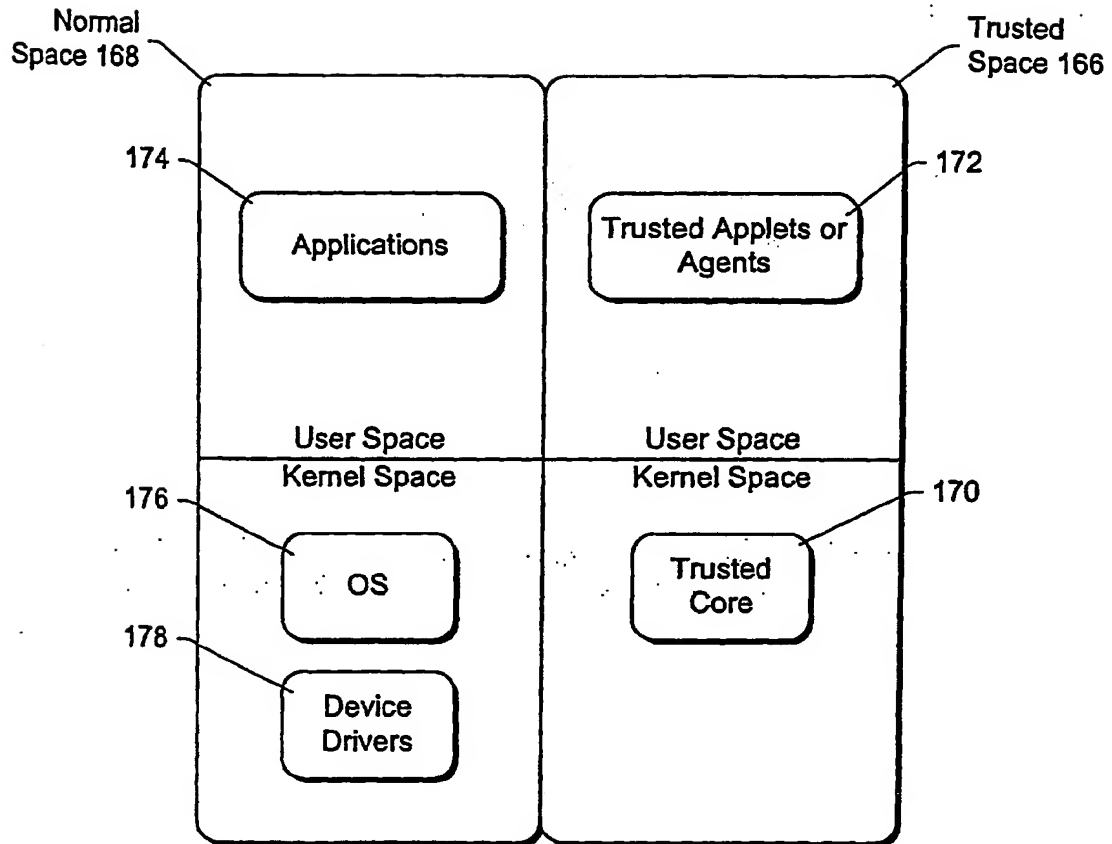 Normal
Space 168
Trusted
Space 166
174
172
Applications
Trusted Applets or
Agents
User Space
User Space
Kernel Space
Kernel Space
176
170
OS
Trusted
Core
178
Device
Drivers